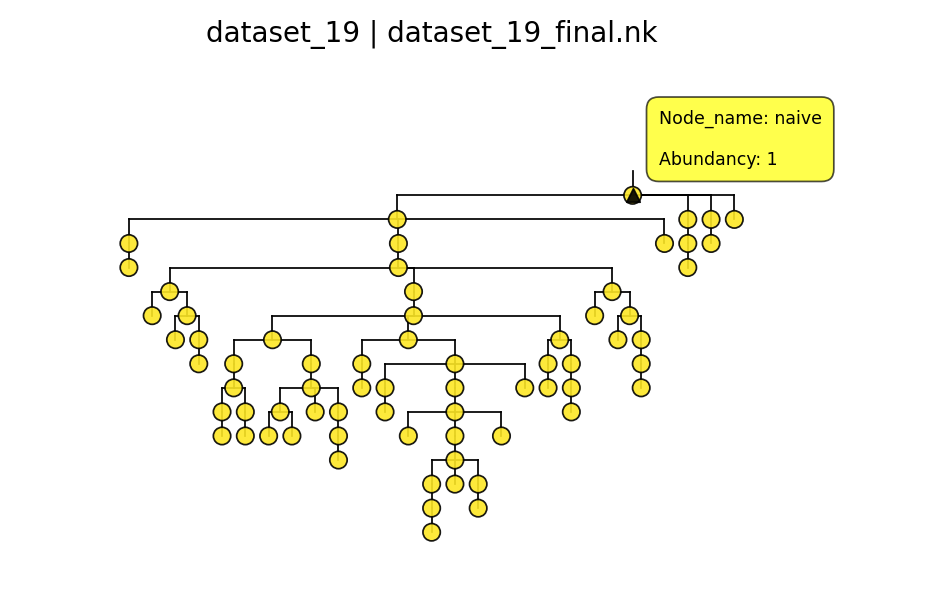 dataset_19 | dataset_19_final.nk
Node_name: naive
Abundancy: 1